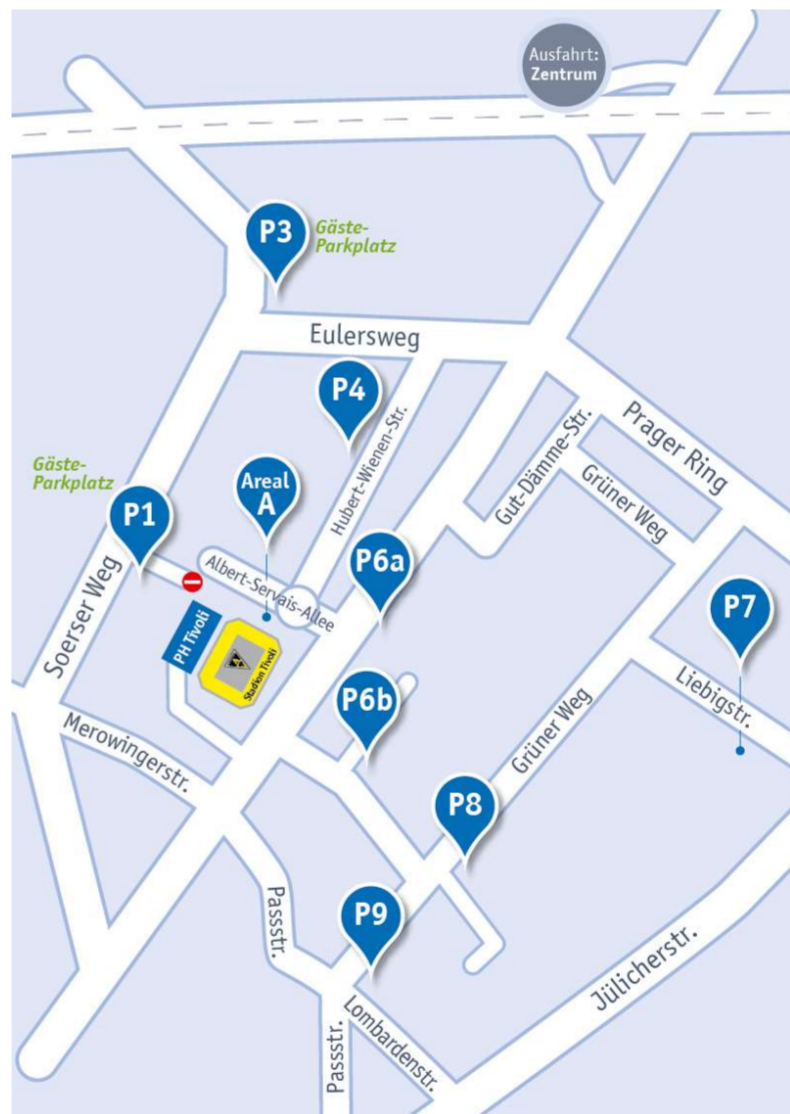 Ausfahrt:
Zentrum
P3
Gäste-
Parkplatz
Eulersweg
P4
Prager Ring
Hubert-Wienen-Str.
Gut-Dämme-Str.
Grüner Weg
Gäste-
Parkplatz
Areal
A
P1
P6a
Albert-Servais-Allee
P7
Soerser Weg
PH Tivoli
Stadion Tivoli
Liebigstr.
P6b
Merowingerstr.
Grüner Weg
P8
Passstr.
P9
Jülicherstr.
Lombardenstr.
Passstr.